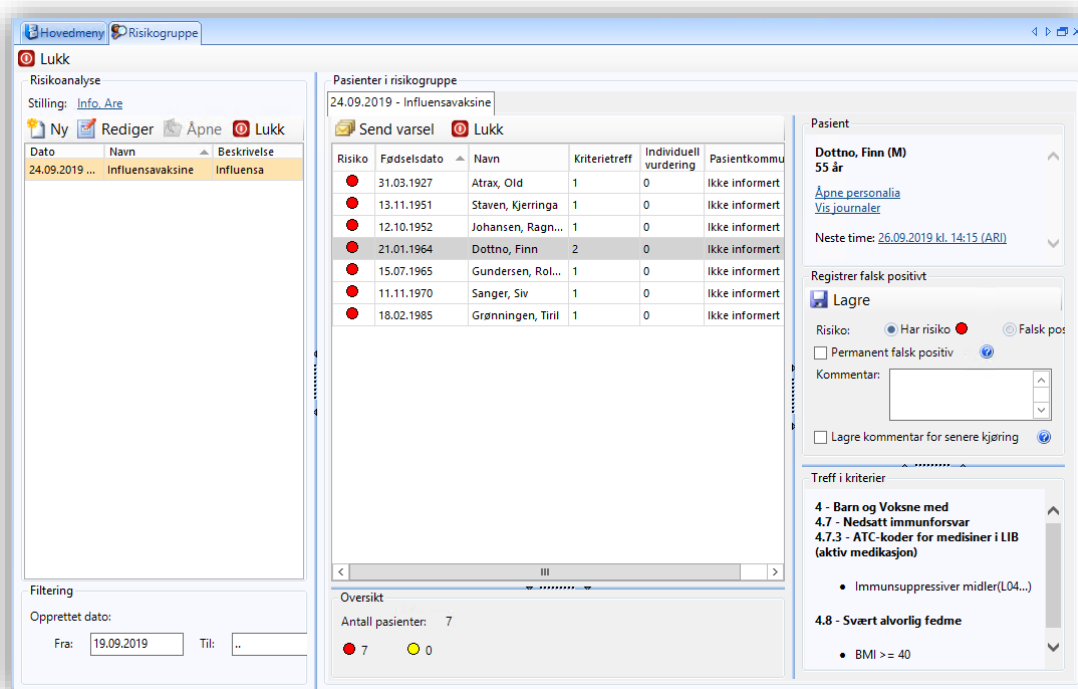 Hovedmeny Risikogruppe
Lukk
Risikoanalyse
Stilling: Info, Are
Ny Rediger Åpne Lukk
Dato Navn Beskrivelse
24.09.2019 ... Influensavaksine Influensa
Filtering
Opprettet dato:
Fra: 19.09.2019 Til: ..
Pasienter i risikogruppe
24.09.2019 - Influensavaksine
Send varsel Lukk
Risiko Fødselsdato Navn Kriterietreff Individuell vurdering Pasientkommu
31.03.1927 Atrax, Old 1 0 Ikke informert
13.11.1951 Staven, Kjerringa 1 0 Ikke informert
12.10.1952 Johansen, Ragn... 1 0 Ikke informert
21.01.1964 Dottno, Finn 2 0 Ikke informert
15.07.1965 Gundersen, Rol... 1 0 Ikke informert
11.11.1970 Sanger, Siv 1 0 Ikke informert
18.02.1985 Grønningen, Tiril 1 0 Ikke informert
Oversikt
Antall pasienter: 7
7 0
Pasient
Dottno, Finn (M)
55 år
Åpne personalia
Vis journaler
Neste time: 26.09.2019 kl. 14:15 (ARI)
Registrer falsk positivt
Lagre
Risiko: Har risiko Falsk pos
Permanent falsk positiv
Kommentar:
Lagre kommentar for senere kjøring
Treff i kriterier
4 - Barn og Voksne med
4.7 - Nedsatt immunforsvar
4.7.3 - ATC-koder for medisiner i LIB
(aktiv medikasjon)
• Immunsuppressiver midler(L04...)
4.8 - Svært alvorlig fedme
• BMI >= 40